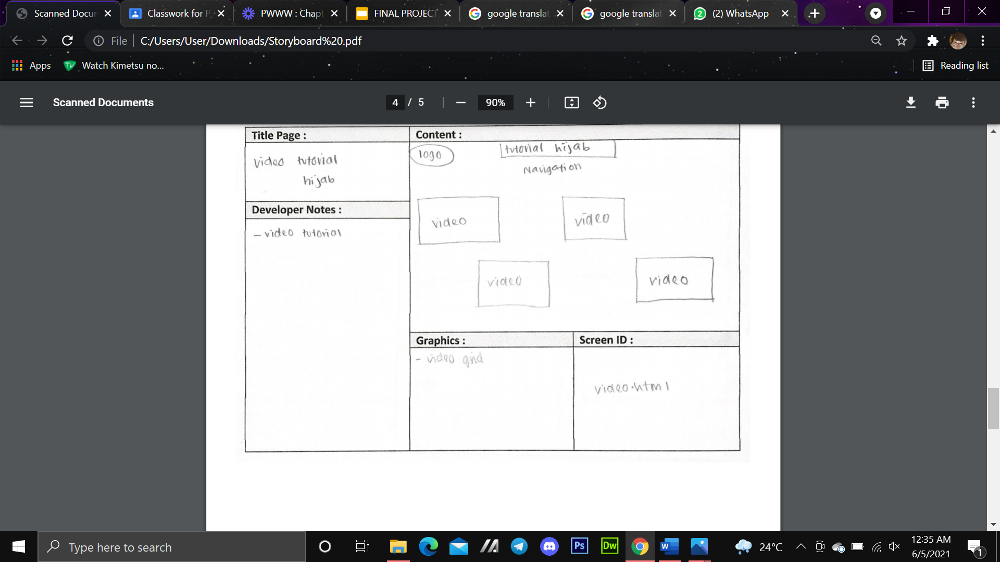 Scanned Docun
Classwork for P
PWWW : Chapt
FINAL PROJECT
google translat
google translat
(2) WhatsApp
File
C:/Users/User/Downloads/Storyboard%20.pdf
Apps
Watch Kimetsu no...
Reading list
Scanned Documents
4 / 5
90%
Title Page :
video tutorial
hijab
Developer Notes :
- video tutorial
Content :
logo
tutorial hijab
Navigation
video
video
video
video
Graphics :
- video grid
Screen ID :
video.html
Type here to search
Ps
Dw
W
24°C
12:35 AM
6/5/2021
1